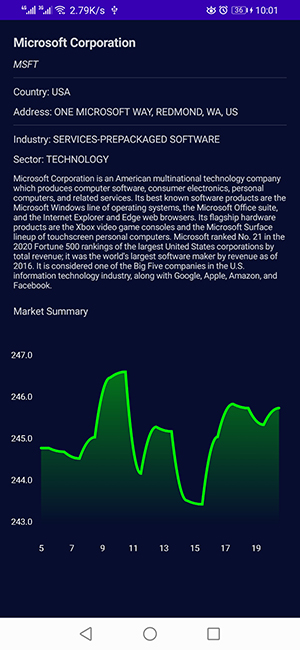 4G 3G 2.79K/s 36 10:01
Microsoft Corporation
MSFT
Country: USA
Address: ONE MICROSOFT WAY, REDMOND, WA, US
Industry: SERVICES-PREPACKAGED SOFTWARE
Sector: TECHNOLOGY
Microsoft Corporation is an American multinational technology company
which produces computer software, consumer electronics, personal
computers, and related services. Its best known software products are the
Microsoft Windows line of operating systems, the Microsoft Office suite,
and the Internet Explorer and Edge web browsers. Its flagship hardware
products are the Xbox video game consoles and the Microsoft Surface
lineup of touchscreen personal computers. Microsoft ranked No. 21 in the
2020 Fortune 500 rankings of the largest United States corporations by
total revenue; it was the world's largest software maker by revenue as of
2016. It is considered one of the Big Five companies in the U.S.
information technology industry, along with Google, Apple, Amazon, and
Facebook.
Market Summary
247.0
246.0
245.0
244.0
243.0
5 7 9 11 13 15 17 19